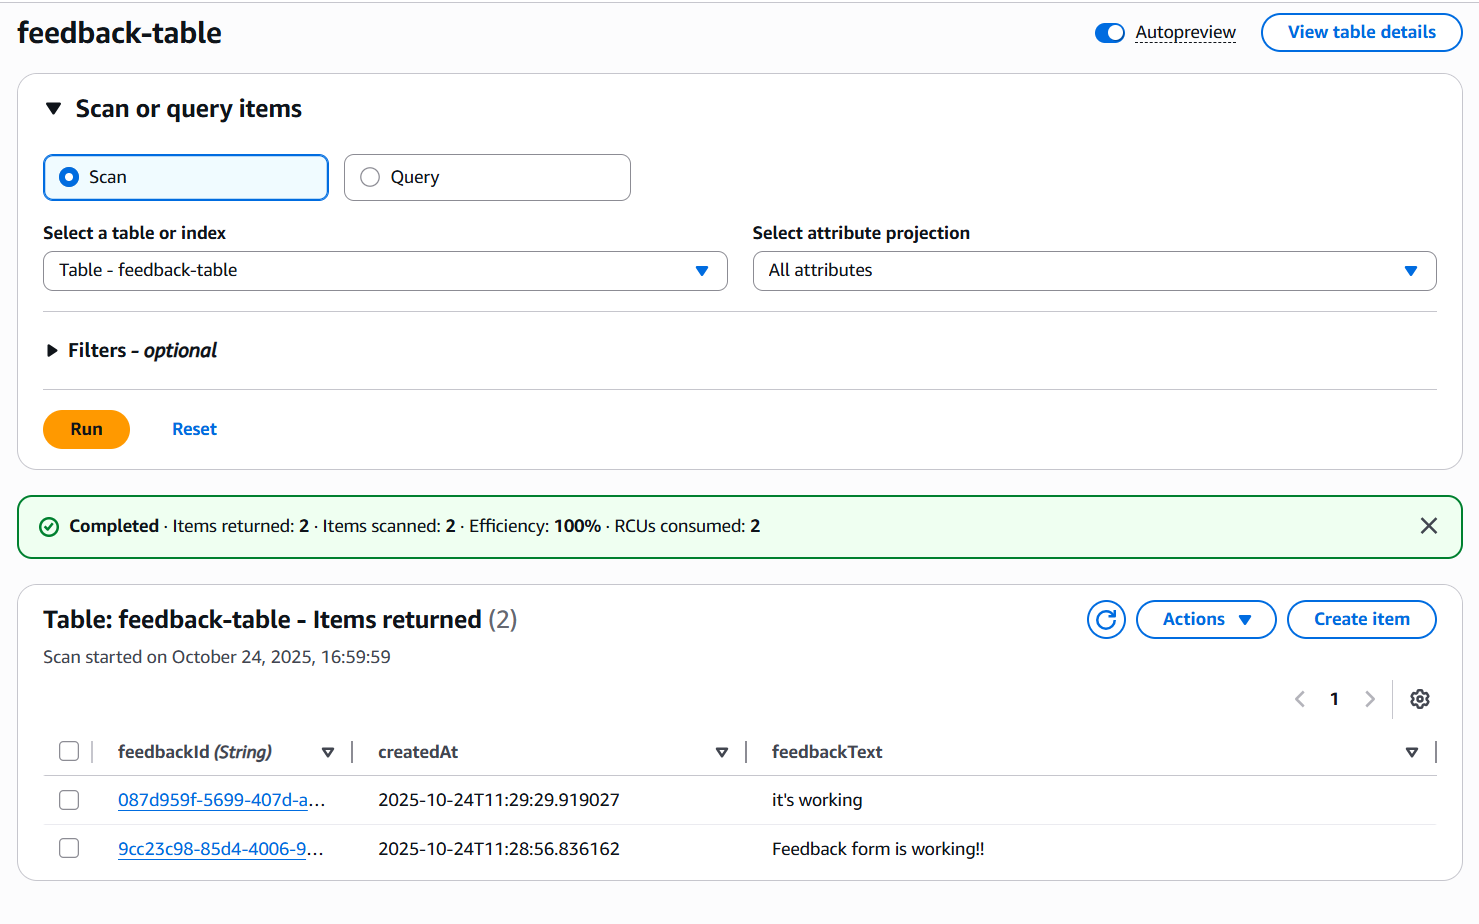 feedback-table
Autopreview
View table details
Scan or query items
Scan
Query
Select a table or index
Select attribute projection
Table - feedback-table
All attributes
Filters - optional
Run
Reset
Completed · Items returned: 2 · Items scanned: 2 · Efficiency: 100% · RCUs consumed: 2
Table: feedback-table - Items returned (2)
Actions
Create item
Scan started on October 24, 2025, 16:59:59
1
feedbackId (String)
createdAt
feedbackText
087d959f-5699-407d-a...
2025-10-24T11:29:29.919027
it's working
9cc23c98-85d4-4006-9...
2025-10-24T11:28:56.836162
Feedback form is working!!